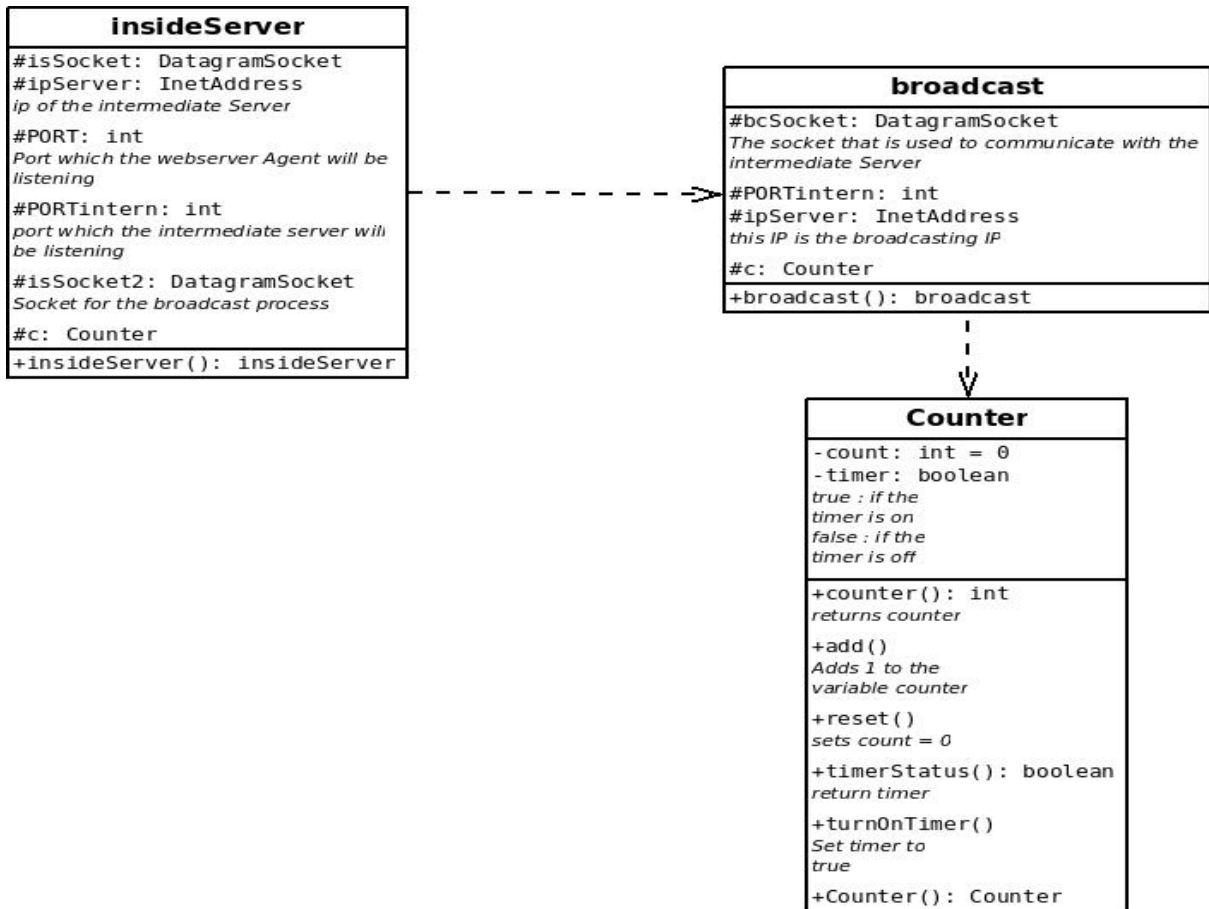 insideServer
#isSocket: DatagramSocket
#ipServer: InetAddress
ip of the intermediate Server
#PORT: int
Port which the webserver Agent will be
listening
#PORTintern: int
port which the intermediate server will
be listening
#isSocket2: DatagramSocket
Socket for the broadcast process
#c: Counter
+insideServer(): insideServer
broadcast
#bcSocket: DatagramSocket
The socket that is used to communicate with the
intermediate Server
#PORTintern: int
#ipServer: InetAddress
this IP is the broadcasting IP
#c: Counter
+broadcast(): broadcast
Counter
-count: int = 0
-timer: boolean
true : if the
timer is on
false : if the
timer is off
+counter(): int
returns counter
+add()
Adds 1 to the
variable counter
+reset()
sets count = 0
+timerStatus(): boolean
return timer
+turnOnTimer()
Set timer to
true
+Counter(): Counter